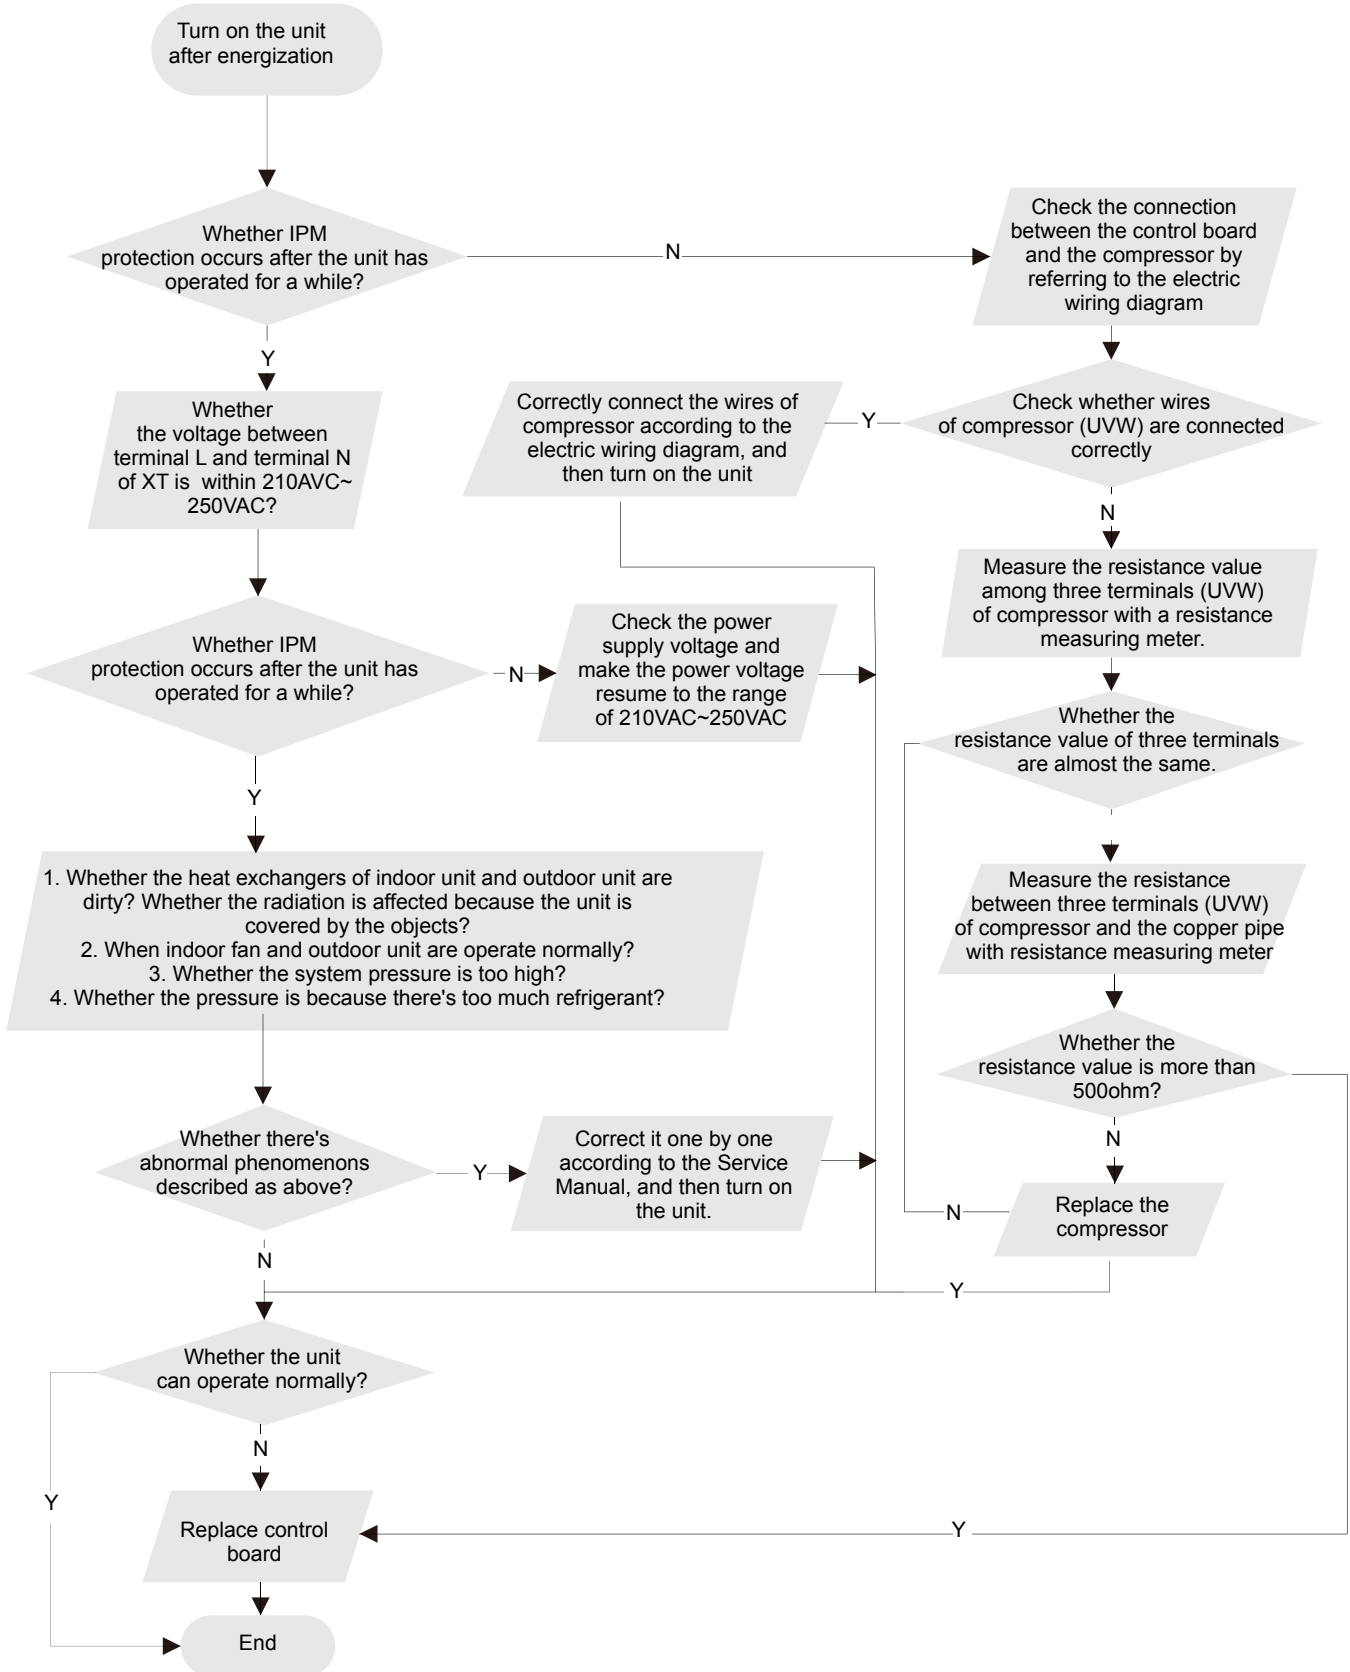 Turn on the unit
after energization
Whether IPM
protection occurs after the unit has
operated for a while?
N
Check the connection
between the control board
and the compressor by
referring to the electric
wiring diagram
Y
Whether
the voltage between
terminal L and terminal N
of XT is within 210AVC~
250VAC?
Correctly connect the wires of
compressor according to the
electric wiring diagram, and
then turn on the unit
Y
Check whether wires
of compressor (UVW) are connected
correctly
N
Measure the resistance value
among three terminals (UVW)
of compressor with a resistance
measuring meter.
Whether IPM
protection occurs after the unit has
operated for a while?
N
Check the power
supply voltage and
make the power voltage
resume to the range
of 210VAC~250VAC
Whether the
resistance value of three terminals
are almost the same.
Y
1. Whether the heat exchangers of indoor unit and outdoor unit are
dirty? Whether the radiation is affected because the unit is
covered by the objects?
2. When indoor fan and outdoor unit are operate normally?
3. Whether the system pressure is too high?
4. Whether the pressure is because there's too much refrigerant?
Measure the resistance
between three terminals (UVW)
of compressor and the copper pipe
with resistance measuring meter
Whether the
resistance value is more than
500ohm?
Whether there's
abnormal phenomenons
described as above?
Y
Correct it one by one
according to the Service
Manual, and then turn on
the unit.
N
N
Replace the
compressor
N
Y
Whether the unit
can operate normally?
N
Y
Replace control
board
Y
End